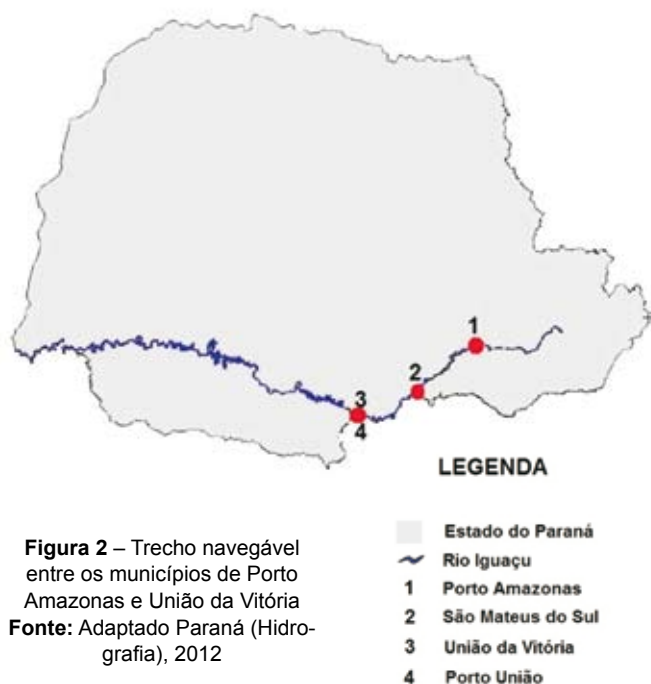 1
2
3
4
LEGENDA
Estado do Paraná
Rio Iguaçu
1 Porto Amazonas
2 São Mateus do Sul
3 União da Vitória
4 Porto União
Figura 2 – Trecho navegável
entre os municípios de Porto
Amazonas e União da Vitória
Fonte: Adaptado Paraná (Hidro-
grafia), 2012